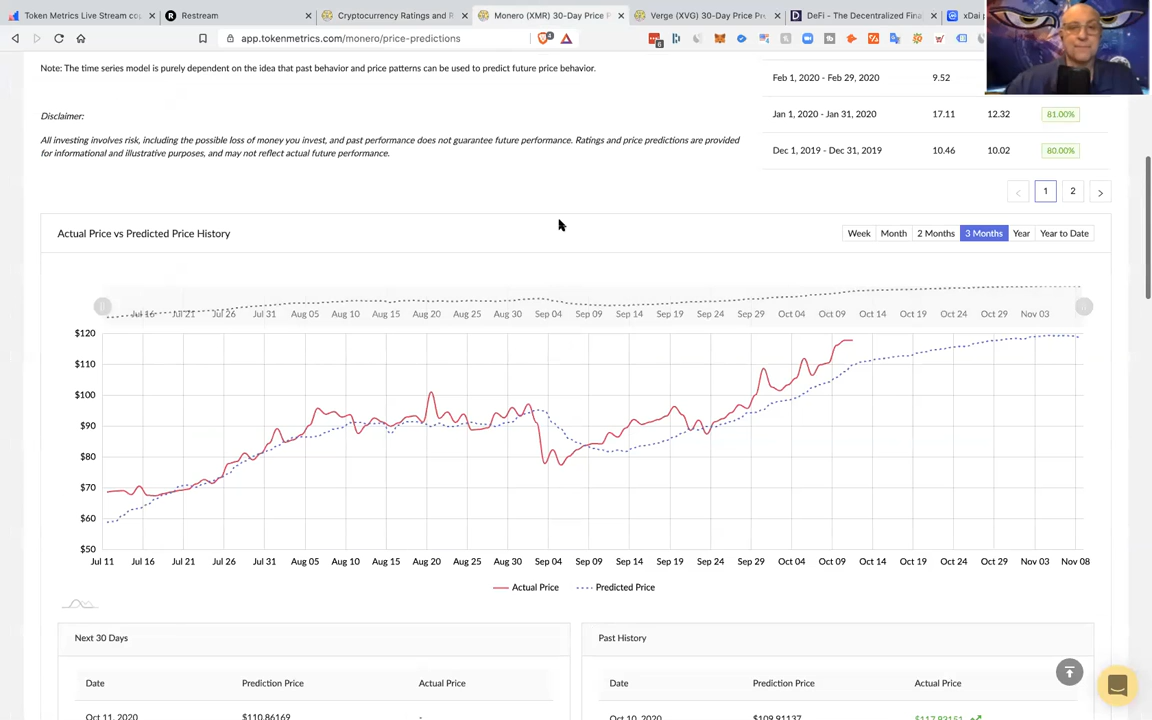 Token Metrics Live Stream co
Restream
Cryptocurrency Ratings and R
Monero (XMR) 30-Day Price P
Verge (XVG) 30-Day Price Pr
DeFi - The Decentralized Fina
xDai p
app.tokenmetrics.com/monero/price-predictions
Note: The time series model is purely dependent on the idea that past behavior and price patterns can be used to predict future price behavior.
Feb 1, 2020 - Feb 29, 2020 9.52
Disclaimer:
Jan 1, 2020 - Jan 31, 2020 17.11 12.32 81.00%
All investing involves risk, including the possible loss of money you invest, and past performance does not guarantee future performance. Ratings and price predictions are provided
for informational and illustrative purposes, and may not reflect actual future performance.
Dec 1, 2019 - Dec 31, 2019 10.46 10.02 80.00%
< 1 2 >
Actual Price vs Predicted Price History
Week Month 2 Months 3 Months Year Year to Date
Jul 16 Jul 21 Jul 26 Jul 31 Aug 05 Aug 10 Aug 15 Aug 20 Aug 25 Aug 30 Sep 04 Sep 09 Sep 14 Sep 19 Sep 24 Sep 29 Oct 04 Oct 09 Oct 14 Oct 19 Oct 24 Oct 29 Nov 03
$120
$110
$100
$90
$80
$70
$60
$50
Jul 11 Jul 16 Jul 21 Jul 26 Jul 31 Aug 05 Aug 10 Aug 15 Aug 20 Aug 25 Aug 30 Sep 04 Sep 09 Sep 14 Sep 19 Sep 24 Sep 29 Oct 04 Oct 09 Oct 14 Oct 19 Oct 24 Oct 29 Nov 03 Nov 08
Actual Price Predicted Price
Next 30 Days
Past History
Date Prediction Price Actual Price
Date Prediction Price Actual Price
Oct 11, 2020 $110.86169 -
Oct 10, 2020 $109.91137 $117.93151